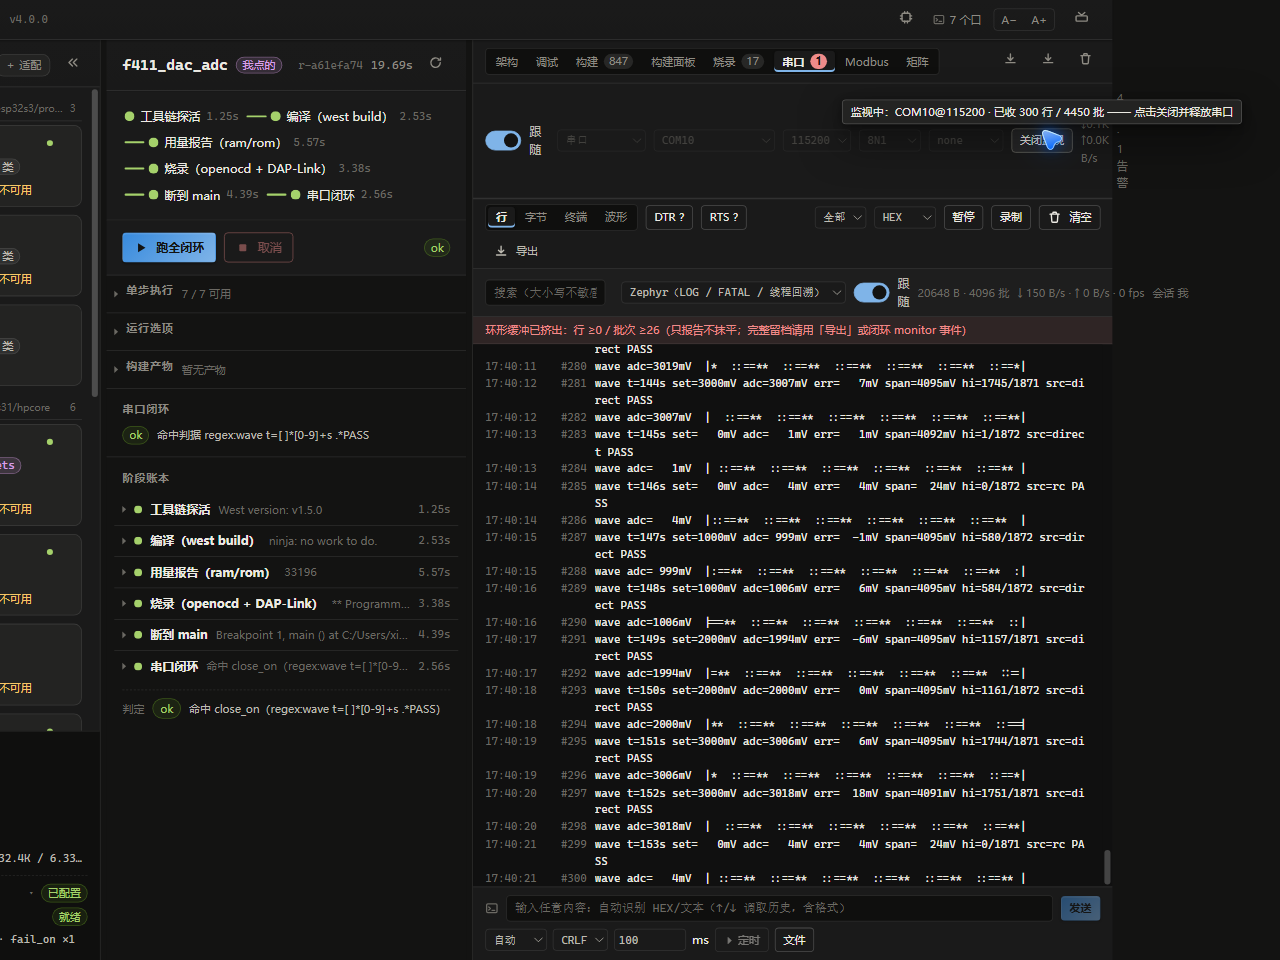 v4.0.0
7 个口
A−  A+
+ 适配
sp32s3/pro… 3
类
不可用
类
不可用
类
s31/hpcore 6
ets
不可用
不可用
不可用
32.4K / 6.33…
· 已配置
就绪
· fail_on ×1
f411_dac_adc 我点的 r-a61efa74 19.69s
工具链探活 1.25s 编译（west build） 2.53s
用量报告（ram/rom） 5.57s
烧录（openocd + DAP-Link） 3.38s
断到 main 4.39s 串口闭环 2.56s
跑全闭环 取消 ok
单步执行 7 / 7 可用
运行选项
构建产物 暂无产物
串口闭环
ok 命中判据 regex:wave t=[ ]*[0-9]+s .*PASS
阶段账本
工具链探活 West version: v1.5.0 1.25s
编译（west build） ninja: no work to do. 2.53s
用量报告（ram/rom） 33196 5.57s
烧录（openocd + DAP-Link） ** Programm… 3.38s
断到 main Breakpoint 1, main () at C:/Users/xi… 4.39s
串口闭环 命中 close_on（regex:wave t=[ ]*[0-9… 2.56s
判定 ok 命中 close_on（regex:wave t=[ ]*[0-9]+s .*PASS）
架构 调试 构建 847 构建面板 烧录 17 串口 1 Modbus 矩阵
监视中：COM10@115200 · 已收 300 行 / 4450 批 —— 点击关闭并释放串口
跟随 串口 COM10 115200 8N1 none
↑0.0K B/s
1 告警
行 字节 终端 波形 DTR ? RTS ? 全部 HEX 暂停 录制 清空
导出
搜索（大小写不敏感 Zephyr（LOG / FATAL / 线程回溯） 跟随 20648 B · 4096 批 ↓150 B/s · ↑0 B/s · 0 fps 会话 我
环形缓冲已挤出：行 ≥0 / 批次 ≥26（只报告不抹平；完整留档请用「导出」或闭环 monitor 事件）
rect PASS
17:40:11 #280 wave adc=3019mV |*  ::==**  ::==**  ::==**  ::==**  ::==**  ::==*|
17:40:12 #281 wave t=144s set=3000mV adc=3007mV err=   7mV span=4095mV hi=1745/1871 src=di
rect PASS
17:40:12 #282 wave adc=3007mV |  ::==**  ::==**  ::==**  ::==**  ::==**  ::==**|
17:40:13 #283 wave t=145s set=   0mV adc=   1mV err=   1mV span=4092mV hi=1/1872 src=direc
t PASS
17:40:13 #284 wave adc=   1mV | ::==**  ::==**  ::==**  ::==**  ::==**  ::==** |
17:40:14 #285 wave t=146s set=   0mV adc=   4mV err=   4mV span=  24mV hi=0/1872 src=rc PA
SS
17:40:14 #286 wave adc=   4mV |::==**  ::==**  ::==**  ::==**  ::==**  ::==**  |
17:40:15 #287 wave t=147s set=1000mV adc= 999mV err=  -1mV span=4095mV hi=580/1872 src=dir
ect PASS
17:40:15 #288 wave adc= 999mV |:==**  ::==**  ::==**  ::==**  ::==**  ::==**  :|
17:40:16 #289 wave t=148s set=1000mV adc=1006mV err=   6mV span=4095mV hi=584/1872 src=dir
ect PASS
17:40:16 #290 wave adc=1006mV |==**  ::==**  ::==**  ::==**  ::==**  ::==**  ::|
17:40:17 #291 wave t=149s set=2000mV adc=1994mV err=  -6mV span=4095mV hi=1157/1871 src=di
rect PASS
17:40:17 #292 wave adc=1994mV |=**  ::==**  ::==**  ::==**  ::==**  ::==**  ::=|
17:40:18 #293 wave t=150s set=2000mV adc=2000mV err=   0mV span=4095mV hi=1161/1872 src=di
rect PASS
17:40:18 #294 wave adc=2000mV |**  ::==**  ::==**  ::==**  ::==**  ::==**  ::==|
17:40:19 #295 wave t=151s set=3000mV adc=3006mV err=   6mV span=4095mV hi=1744/1871 src=di
rect PASS
17:40:19 #296 wave adc=3006mV |*  ::==**  ::==**  ::==**  ::==**  ::==**  ::==*|
17:40:20 #297 wave t=152s set=3000mV adc=3018mV err=  18mV span=4091mV hi=1751/1871 src=di
rect PASS
17:40:20 #298 wave adc=3018mV |  ::==**  ::==**  ::==**  ::==**  ::==**  ::==**|
17:40:21 #299 wave t=153s set=   0mV adc=   4mV err=   4mV span=  24mV hi=0/1871 src=rc PA
SS
17:40:21 #300 wave adc=   4mV | ::==**  ::==**  ::==**  ::==**  ::==**  ::==** |
输入任意内容：自动识别 HEX/文本（↑/↓ 调取历史，含格式） 发送
自动 CRLF 100 ms 定时 文件